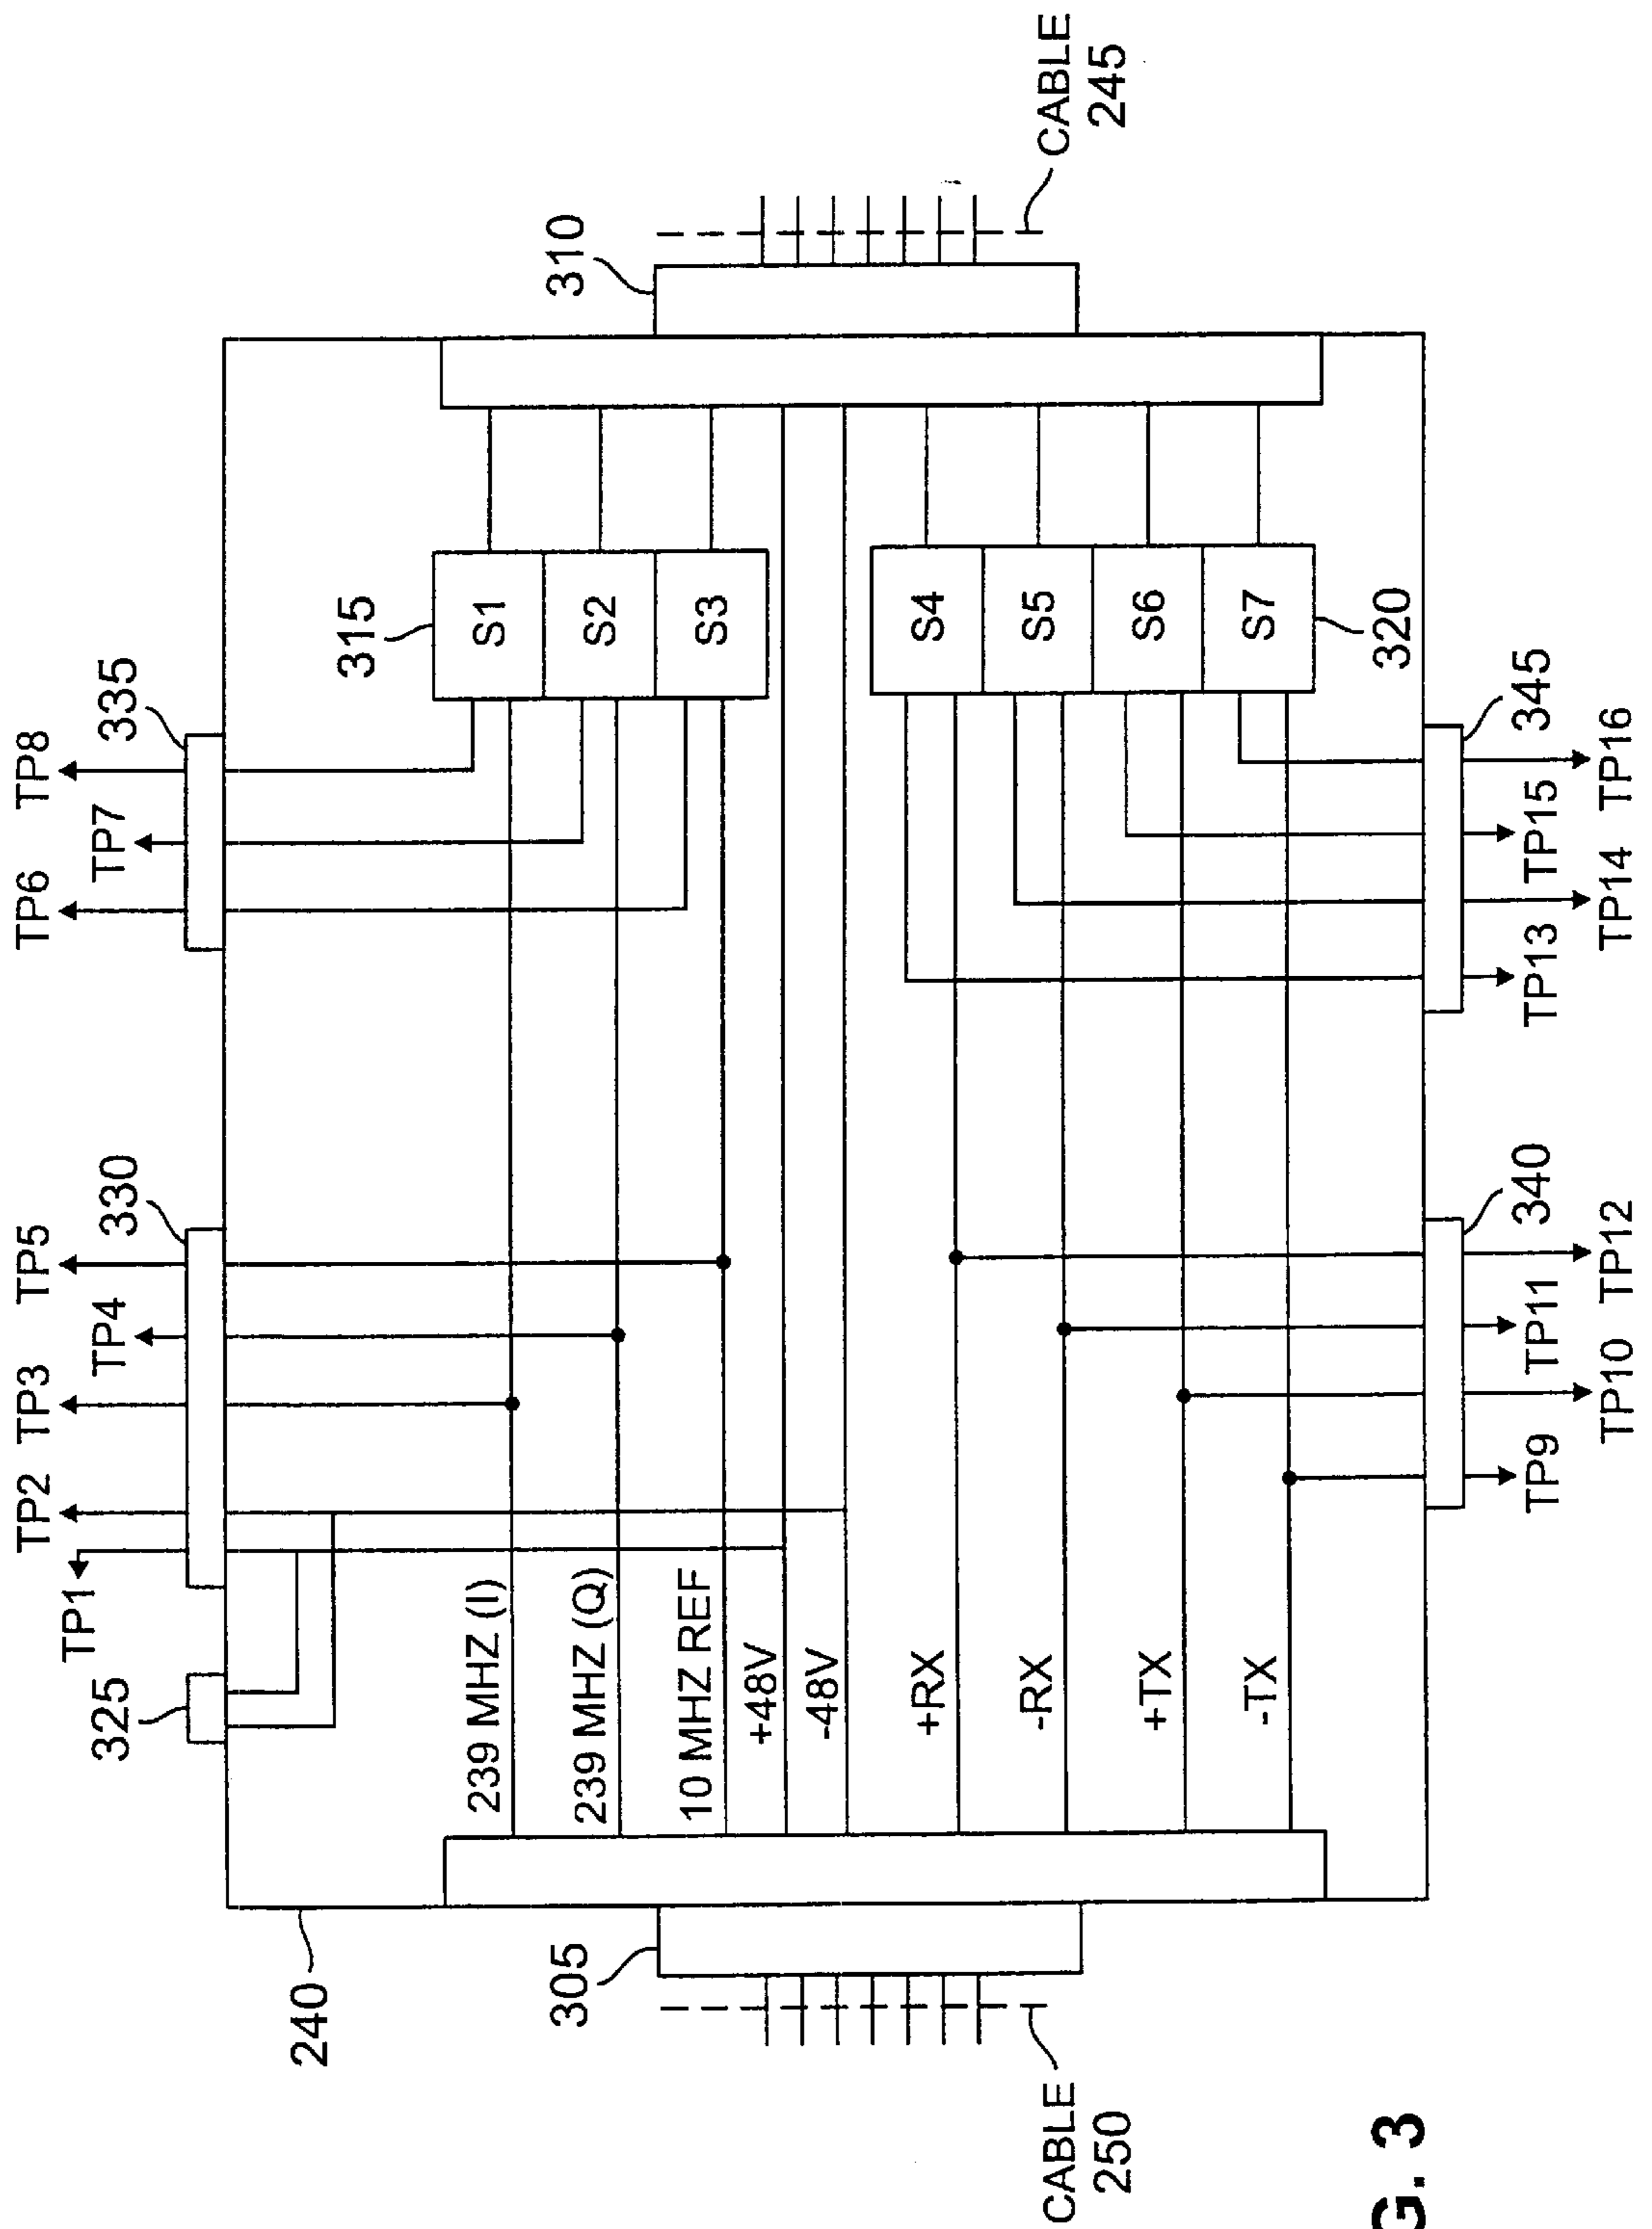 TP1
TP2
TP3
TP4
TP5
TP6
TP7
TP8
325
330
335
240
239 MHZ (I)
239 MHZ (Q)
10 MHZ REF
+48V
-48V
+RX
-RX
+TX
-TX
315
S1
S2
S3
S4
S5
S6
S7
320
305
310
CABLE
250
CABLE
245
340
345
TP9
TP10
TP11
TP12
TP13
TP14
TP15
TP16
G. 3